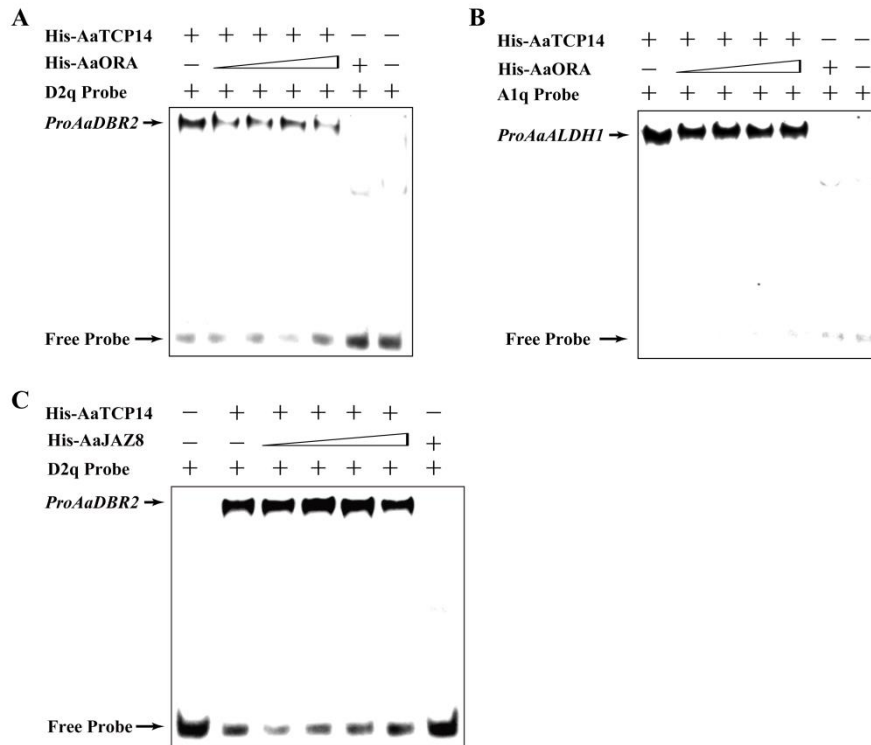 A
His-AaTCP14 + + + + + − −
His-AaORA − + −
D2q Probe + + + + + + +
ProAaDBR2
Free Probe
B
His-AaTCP14 + + + + + − −
His-AaORA − + −
A1q Probe + + + + + + +
ProAaALDH1
Free Probe
C
His-AaTCP14 − + + + + + −
His-AaJAZ8 − − +
D2q Probe + + + + + + +
ProAaDBR2
Free Probe